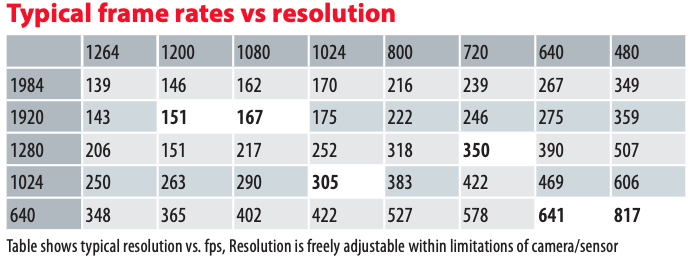 Typical frame rates vs resolution
1264 1200 1080 1024 800 720 640 480
1984 139 146 162 170 216 239 267 349
1920 143 151 167 175 222 246 275 359
1280 206 151 217 252 318 350 390 507
1024 250 263 290 305 383 422 469 606
640 348 365 402 422 527 578 641 817
Table shows typical resolution vs. fps, Resolution is freely adjustable within limitations of camera/sensor